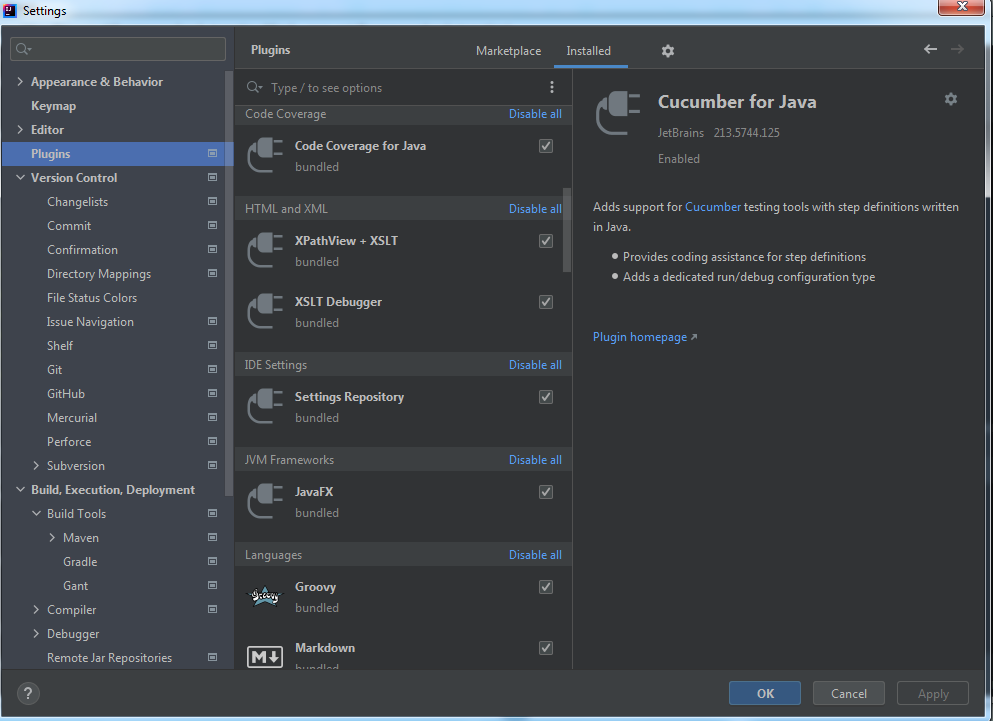 Settings
Appearance & Behavior
Keymap
Editor
Plugins
Version Control
Changelists
Commit
Confirmation
Directory Mappings
File Status Colors
Issue Navigation
Shelf
Git
GitHub
Mercurial
Perforce
Subversion
Build, Execution, Deployment
Build Tools
Maven
Gradle
Gant
Compiler
Debugger
Remote Jar Repositories
Plugins
Marketplace
Installed
Type / to see options
Code Coverage Disable all
Code Coverage for Java
bundled
HTML and XML Disable all
XPathView + XSLT
bundled
XSLT Debugger
bundled
IDE Settings Disable all
Settings Repository
bundled
JVM Frameworks Disable all
JavaFX
bundled
Languages Disable all
Groovy
Groovy
bundled
M
Markdown
bundled
Cucumber for Java
JetBrains 213.5744.125
Enabled
Adds support for Cucumber testing tools with step definitions written
in Java.
Provides coding assistance for step definitions
Adds a dedicated run/debug configuration type
Plugin homepage
?
OK
Cancel
Apply